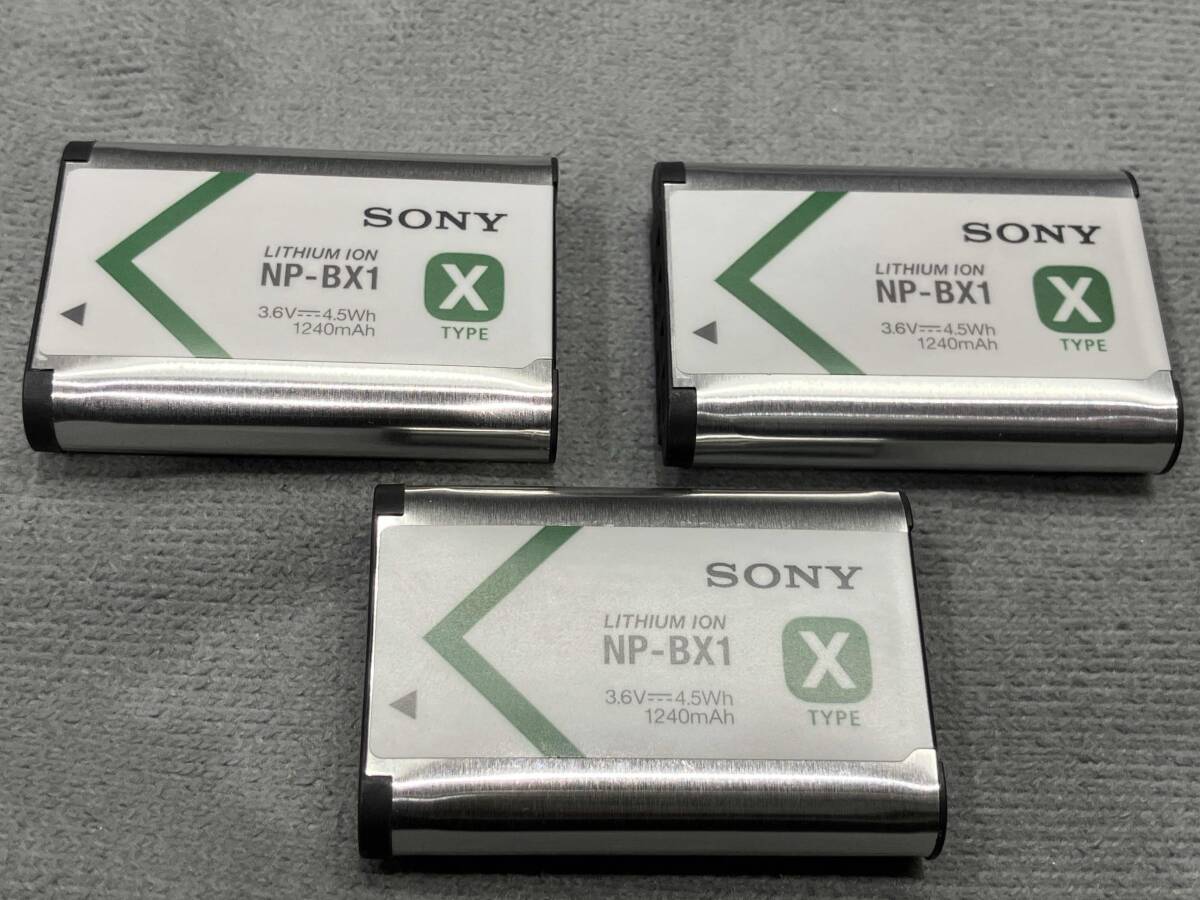 SONY
LITHIUM ION
NP-BX1
3.6V⎓4.5Wh
1240mAh
X
TYPE
SONY
LITHIUM ION
NP-BX1
3.6V⎓4.5Wh
1240mAh
X
TYPE
SONY
LITHIUM ION
NP-BX1
3.6V⎓4.5Wh
1240mAh
X
TYPE